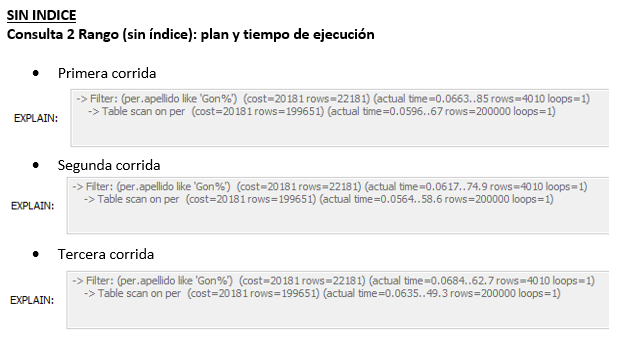 SIN INDICE
Consulta 2 Rango (sin índice): plan y tiempo de ejecución
• Primera corrida
EXPLAIN:
-> Filter: (per.apellido like 'Gon%') (cost=20181 rows=22181) (actual time=0.0663..85 rows=4010 loops=1)
-> Table scan on per (cost=20181 rows=199651) (actual time=0.0596..67 rows=200000 loops=1)
• Segunda corrida
EXPLAIN:
-> Filter: (per.apellido like 'Gon%') (cost=20181 rows=22181) (actual time=0.0617..74.9 rows=4010 loops=1)
-> Table scan on per (cost=20181 rows=199651) (actual time=0.0564..58.6 rows=200000 loops=1)
• Tercera corrida
EXPLAIN:
-> Filter: (per.apellido like 'Gon%') (cost=20181 rows=22181) (actual time=0.0684..62.7 rows=4010 loops=1)
-> Table scan on per (cost=20181 rows=199651) (actual time=0.0635..49.3 rows=200000 loops=1)